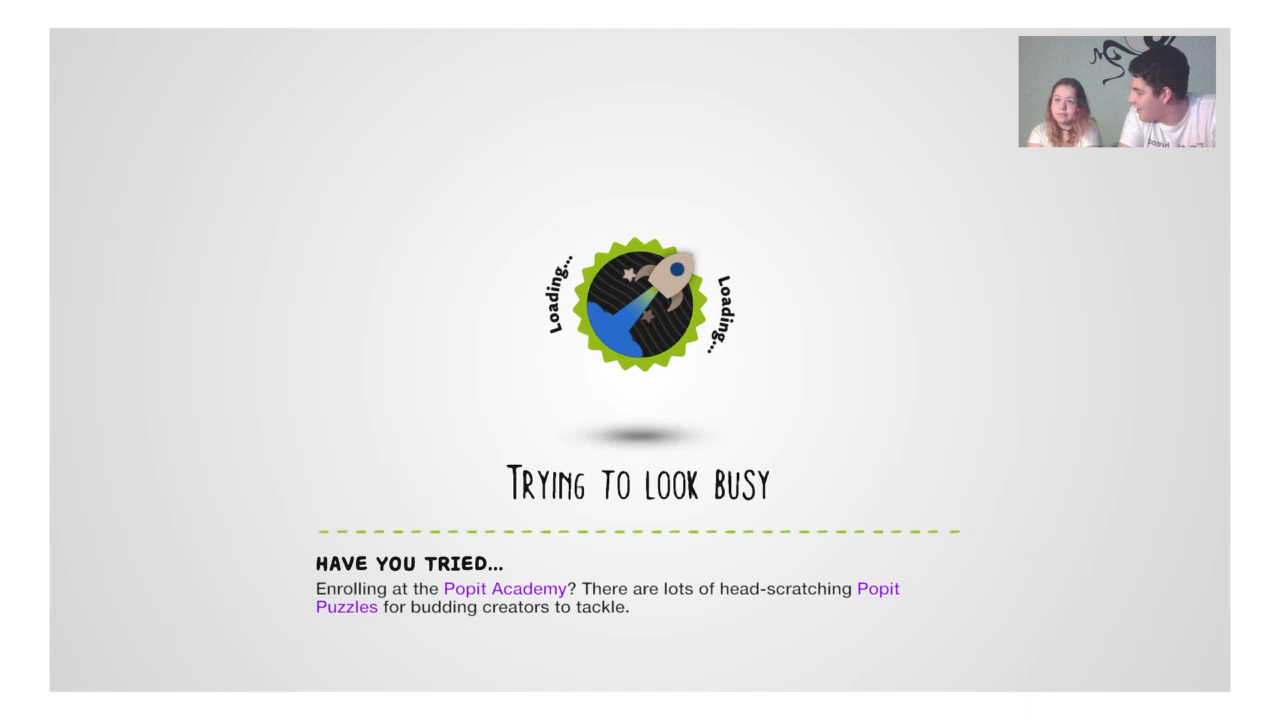 Loading...
Loading...
Trying to look busy
HAVE YOU TRIED...
Enrolling at the Popit Academy? There are lots of head-scratching Popit
Puzzles for budding creators to tackle.